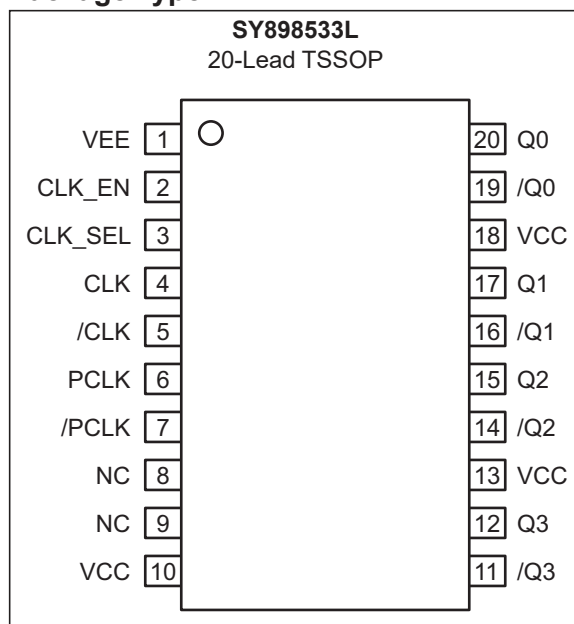 SY898533L
20-Lead TSSOP
VEE 1 20 Q0
CLK_EN 2 19 /Q0
CLK_SEL 3 18 VCC
CLK 4 17 Q1
/CLK 5 16 /Q1
PCLK 6 15 Q2
/PCLK 7 14 /Q2
NC 8 13 VCC
NC 9 12 Q3
VCC 10 11 /Q3